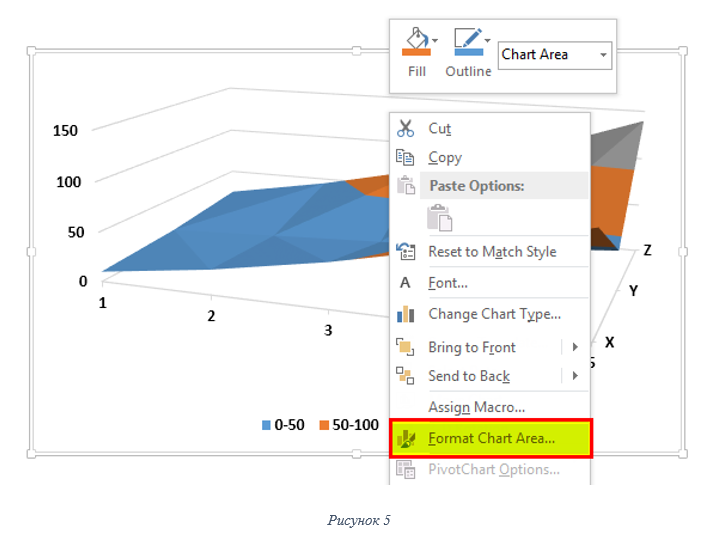 Chart Area
Fill
Outline
150
100
50
0
1
2
3
5
X
Y
Z
0-50
50-100
Cut
Copy
Paste Options:
Reset to Match Style
Font...
Change Chart Type...
Bring to Front
Send to Back
Assign Macro...
Format Chart Area...
PivotChart Options...
Рисунок 5